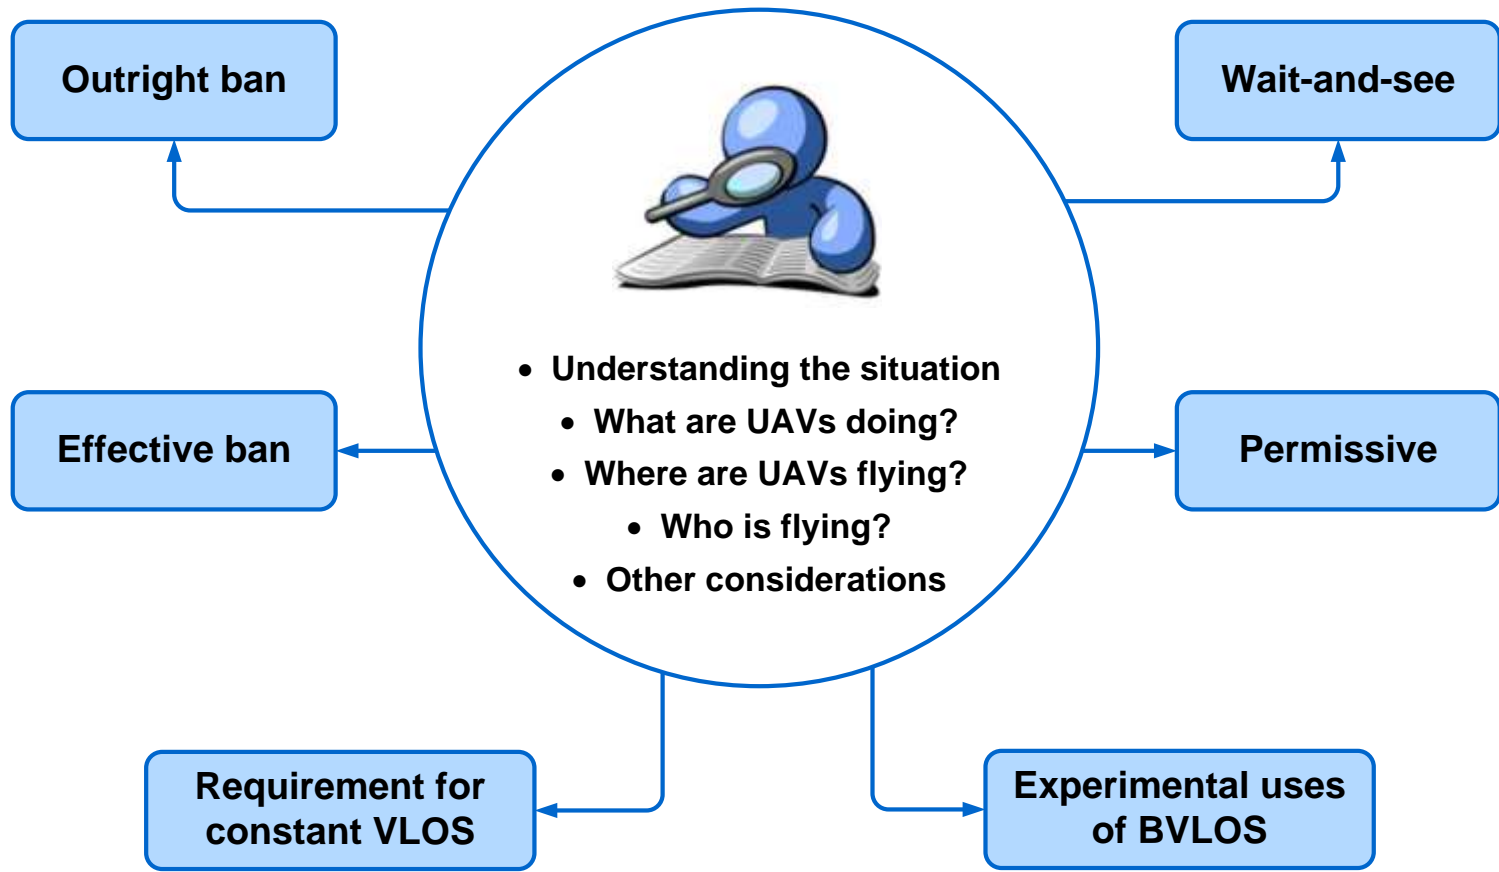 Outright ban
Wait-and-see
• Understanding the situation
• What are UAVs doing?
• Where are UAVs flying?
• Who is flying?
• Other considerations
Effective ban
Permissive
Requirement for
constant VLOS
Experimental uses
of BVLOS